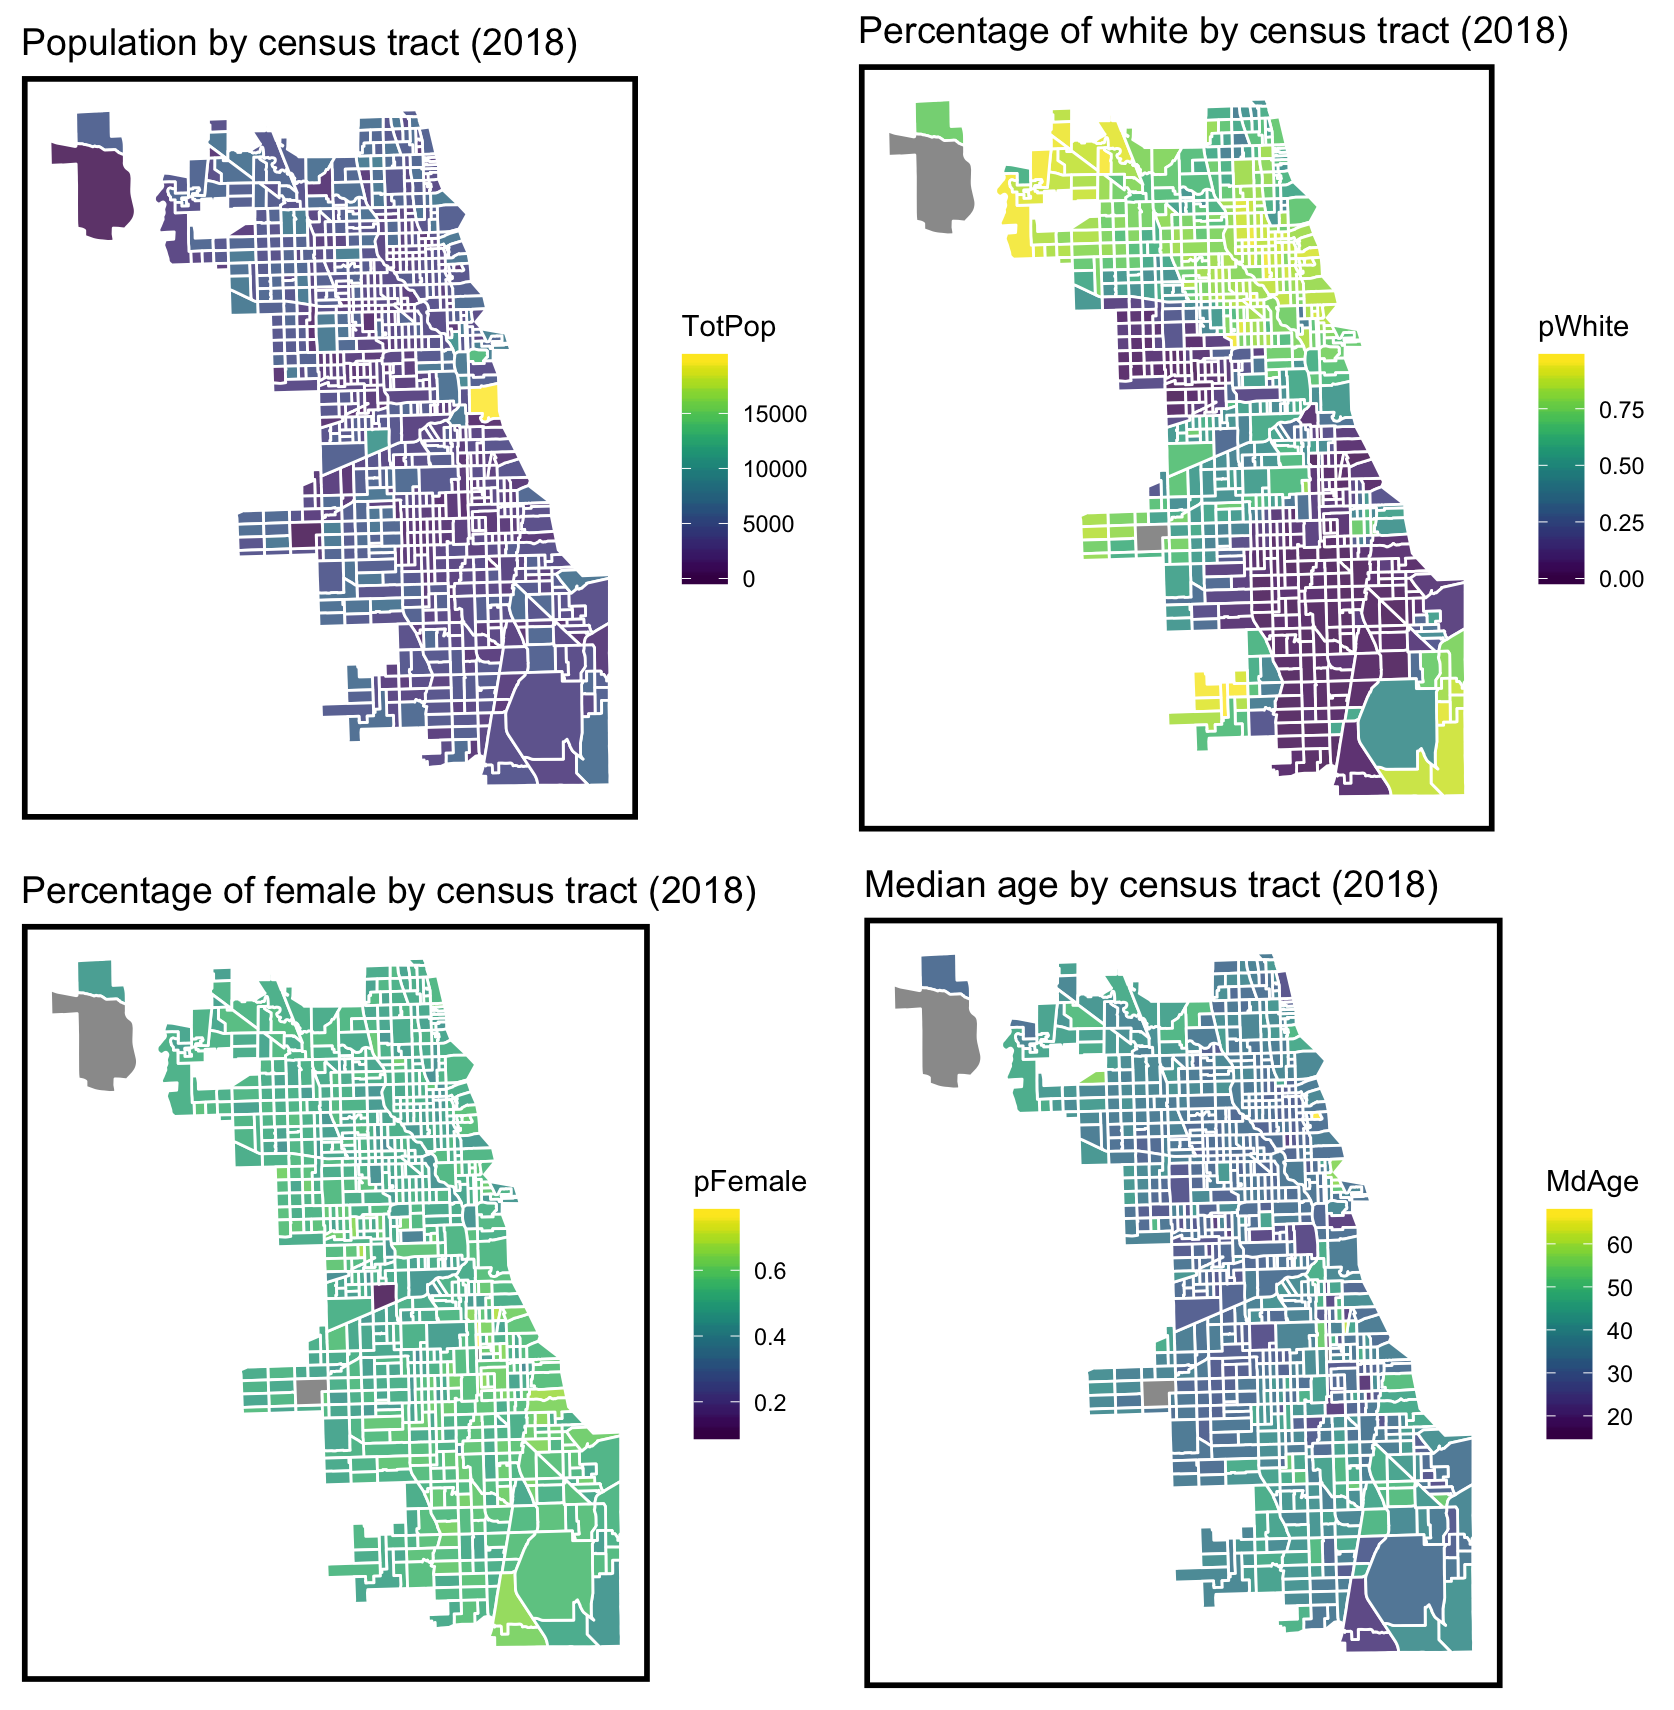 Population by census tract (2018)
TotPop
15000
10000
5000
0
Percentage of white by census tract (2018)
pWhite
0.75
0.50
0.25
0.00
Percentage of female by census tract (2018)
pFemale
0.6
0.4
0.2
Median age by census tract (2018)
MdAge
60
50
40
30
20